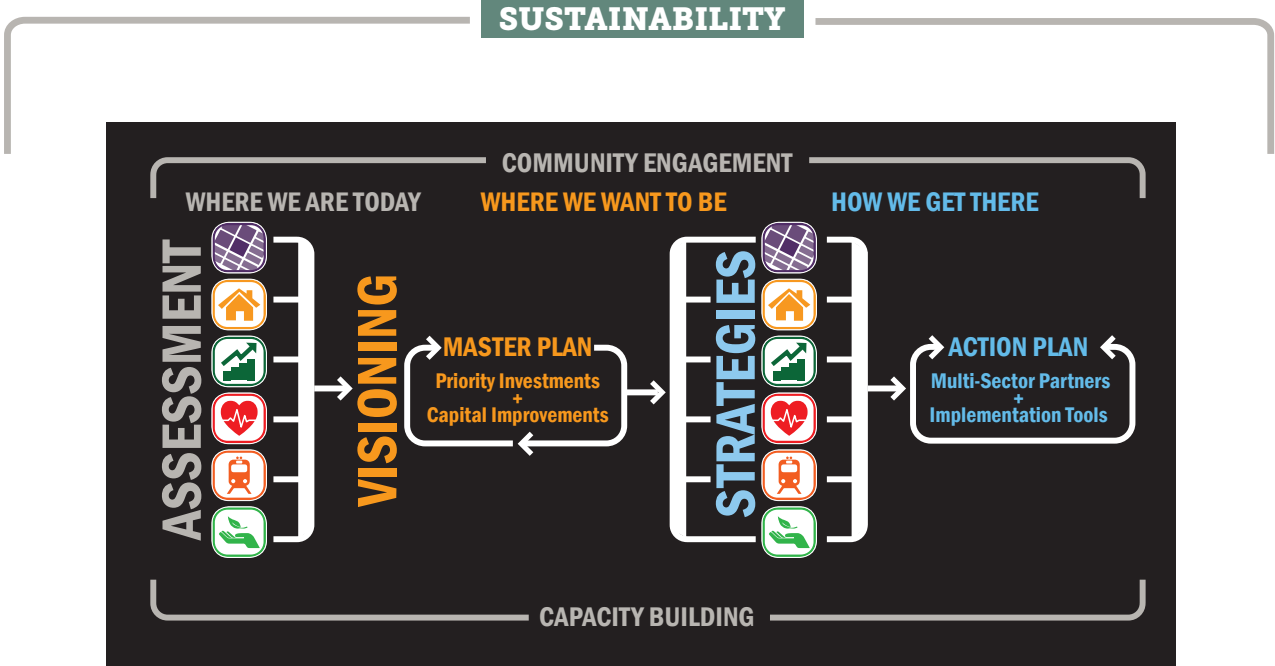 SUSTAINABILITY
COMMUNITY ENGAGEMENT
WHERE WE ARE TODAY
WHERE WE WANT TO BE
HOW WE GET THERE
ASSESSMENT
VISIONING
MASTER PLAN
Priority Investments
+
Capital Improvements
STRATEGIES
ACTION PLAN
Multi-Sector Partners
+
Implementation Tools
CAPACITY BUILDING